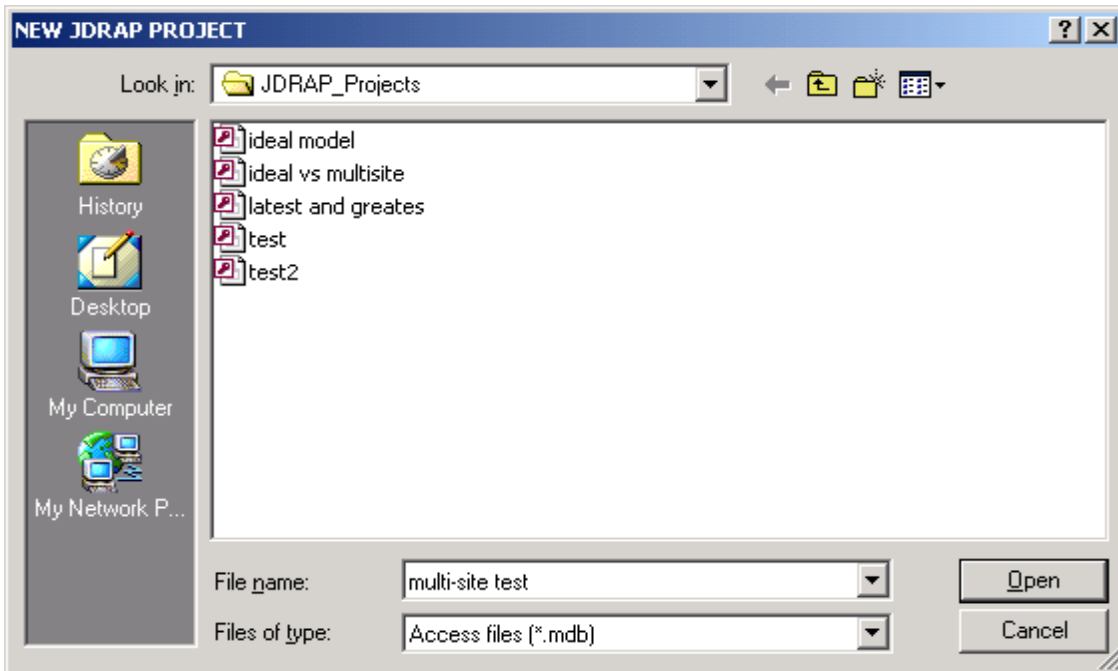 NEW JDRAP PROJECT
Look in: JDRAP_Projects
ideal model
ideal vs multisite
latest and greates
test
test2
History
Desktop
My Computer
My Network P...
File name: multi-site test Open
Files of type: Access files (*.mdb) Cancel